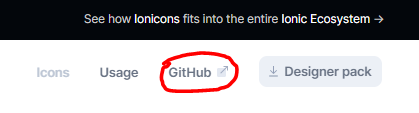 See how Ionicons fits into the entire Ionic Ecosystem →
Icons Usage GitHub Designer pack